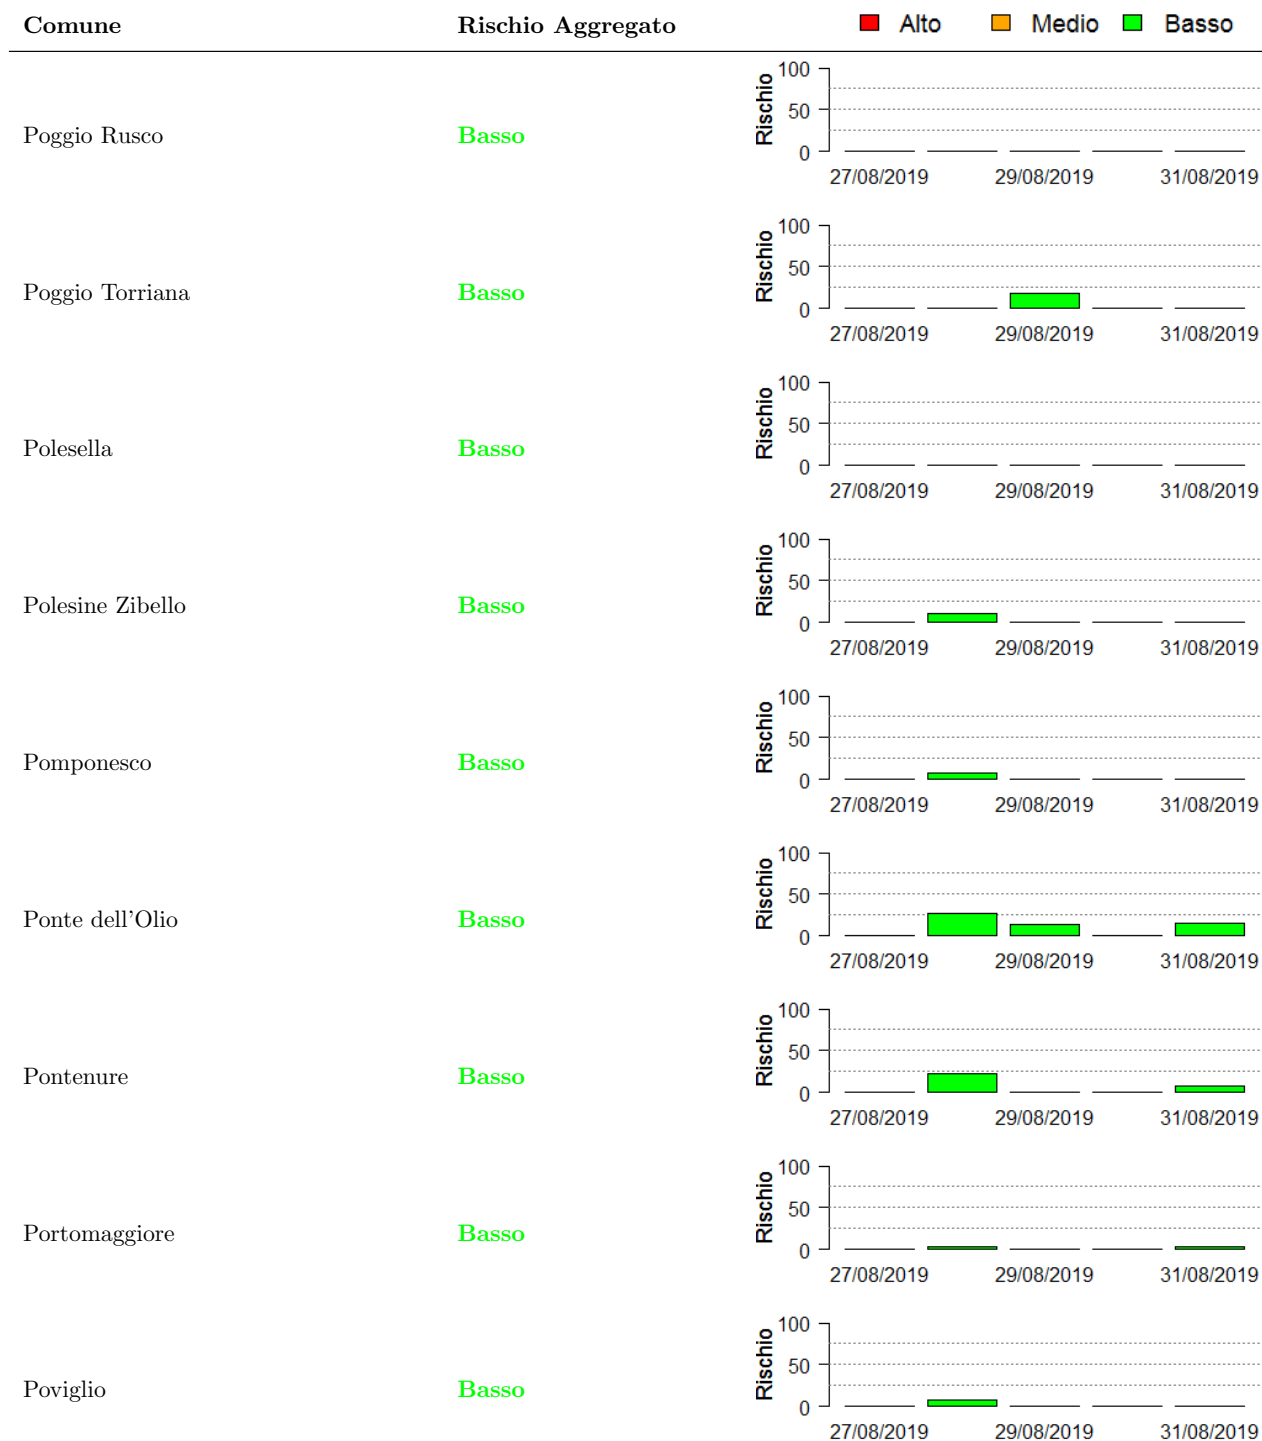 Comune Rischio Aggregato Alto Medio Basso
100
50
0
Rischio
Poggio Rusco Basso
27/08/2019 29/08/2019 31/08/2019
100
50
0
Rischio
Poggio Torriana Basso
27/08/2019 29/08/2019 31/08/2019
100
50
0
Rischio
Polesella Basso
27/08/2019 29/08/2019 31/08/2019
100
50
0
Rischio
Polesine Zibello Basso
27/08/2019 29/08/2019 31/08/2019
100
50
0
Rischio
Pomponesco Basso
27/08/2019 29/08/2019 31/08/2019
100
50
0
Rischio
Ponte dell'Olio Basso
27/08/2019 29/08/2019 31/08/2019
100
50
0
Rischio
Pontenure Basso
27/08/2019 29/08/2019 31/08/2019
100
50
0
Rischio
Portomaggiore Basso
27/08/2019 29/08/2019 31/08/2019
100
50
0
Rischio
Poviglio Basso
27/08/2019 29/08/2019 31/08/2019